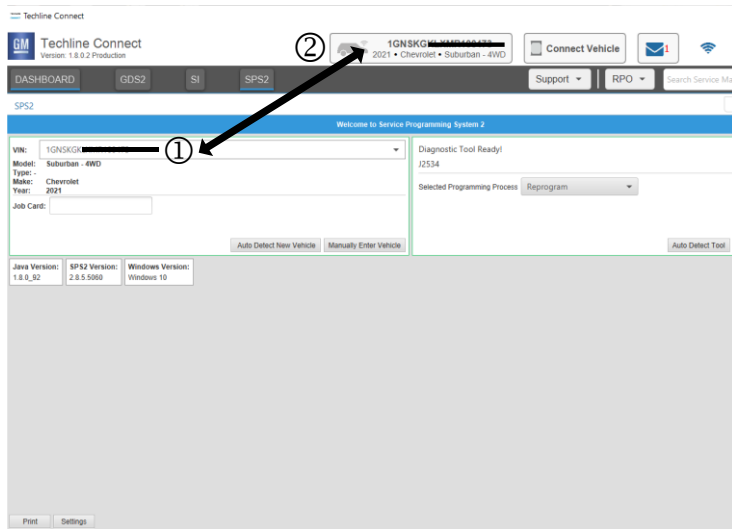 Techline Connect
GM
Techline Connect
Version: 1.8.0.2 Production
②
1GNSKG
2021 • Chevrolet • Suburban - 4WD
Connect Vehicle
1
DASHBOARD
GDS2
SI
SPS2
Support
RPO
Search Service Ma
SPS2
Welcome to Service Programming System 2
VIN:
1GNSKGK
①
Model: Suburban - 4WD
Type: -
Make: Chevrolet
Year: 2021
Job Card:
Auto Detect New Vehicle
Manually Enter Vehicle
Diagnostic Tool Ready!
J2534
Selected Programming Process
Reprogram
Auto Detect Tool
Java Version:
1.8.0_92
SPS2 Version:
2.8.5.5060
Windows Version:
Windows 10
Print
Settings